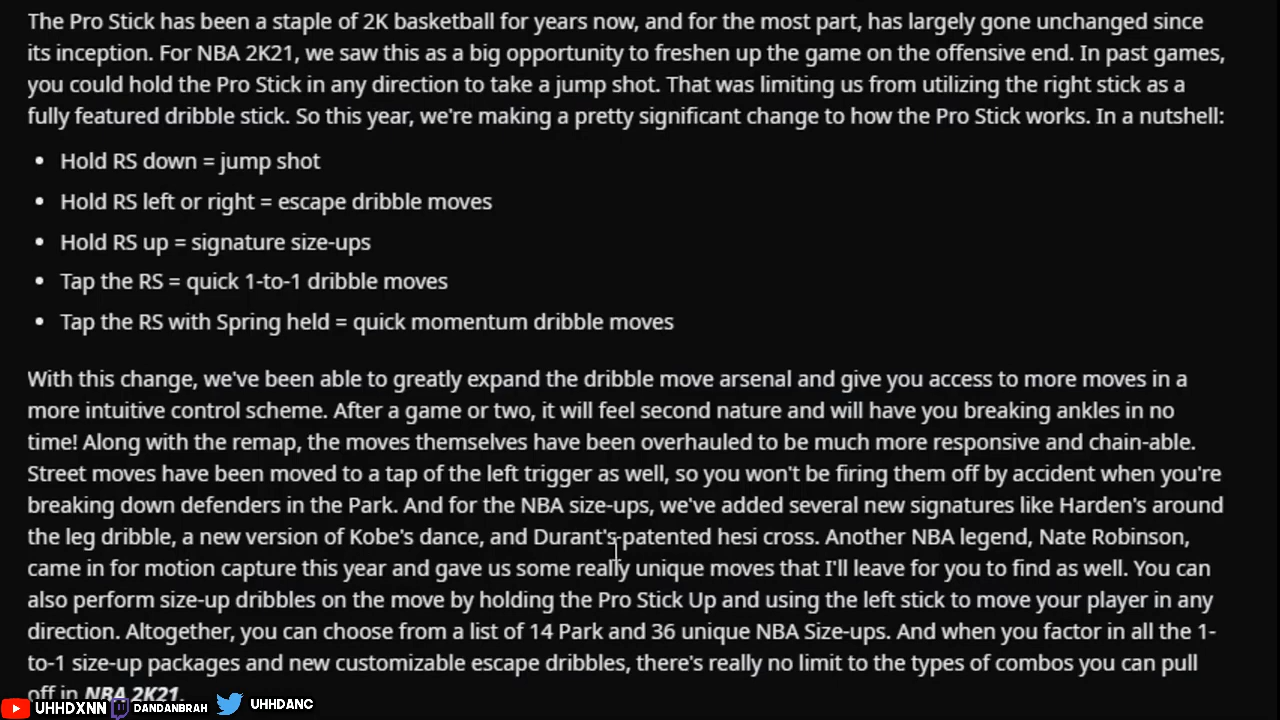 The Pro Stick has been a staple of 2K basketball for years now, and for the most part, has largely gone unchanged since
its inception. For NBA 2K21, we saw this as a big opportunity to freshen up the game on the offensive end. In past games,
you could hold the Pro Stick in any direction to take a jump shot. That was limiting us from utilizing the right stick as a
fully featured dribble stick. So this year, we're making a pretty significant change to how the Pro Stick works. In a nutshell:
• Hold RS down = jump shot
• Hold RS left or right = escape dribble moves
• Hold RS up = signature size-ups
• Tap the RS = quick 1-to-1 dribble moves
• Tap the RS with Spring held = quick momentum dribble moves
With this change, we've been able to greatly expand the dribble move arsenal and give you access to more moves in a
more intuitive control scheme. After a game or two, it will feel second nature and will have you breaking ankles in no
time! Along with the remap, the moves themselves have been overhauled to be much more responsive and chain-able.
Street moves have been moved to a tap of the left trigger as well, so you won't be firing them off by accident when you're
breaking down defenders in the Park. And for the NBA size-ups, we've added several new signatures like Harden's around
the leg dribble, a new version of Kobe's dance, and Durant's-patented hesi cross. Another NBA legend, Nate Robinson,
came in for motion capture this year and gave us some really unique moves that I'll leave for you to find as well. You can
also perform size-up dribbles on the move by holding the Pro Stick Up and using the left stick to move your player in any
direction. Altogether, you can choose from a list of 14 Park and 36 unique NBA Size-ups. And when you factor in all the 1-
to-1 size-up packages and new customizable escape dribbles, there's really no limit to the types of combos you can pull
off in NBA 2K21.
UHHDXNN DANDANBRAH UHHDANC